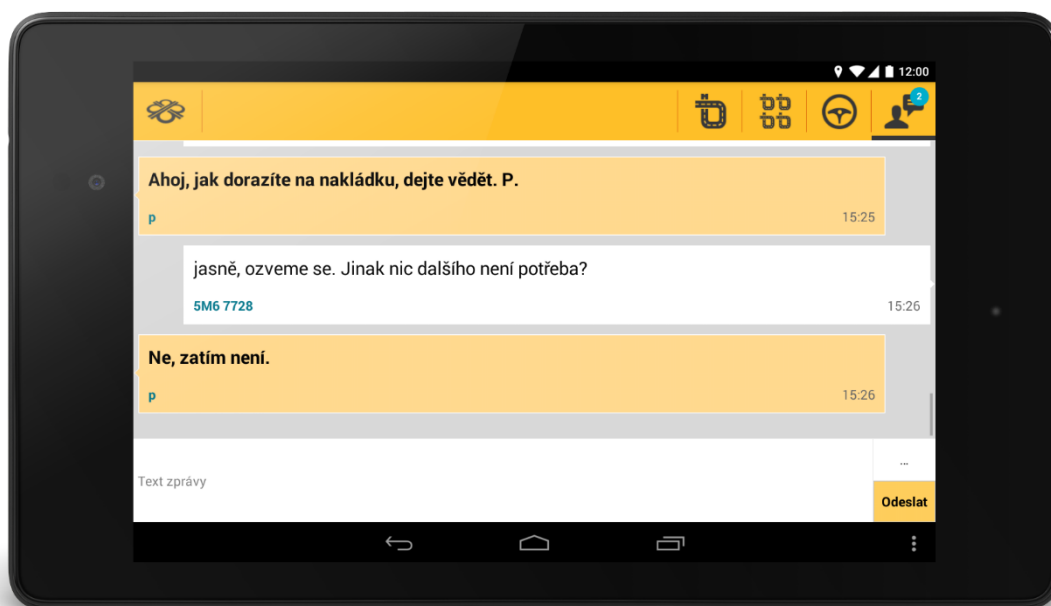 12:00
2
Ahoj, jak dorazíte na nakládku, dejte vědět. P.
p
15:25
jasně, ozveme se. Jinak nic dalšího není potřeba?
5M6 7728
15:26
Ne, zatím není.
p
15:26
...
Text zprávy
Odeslat